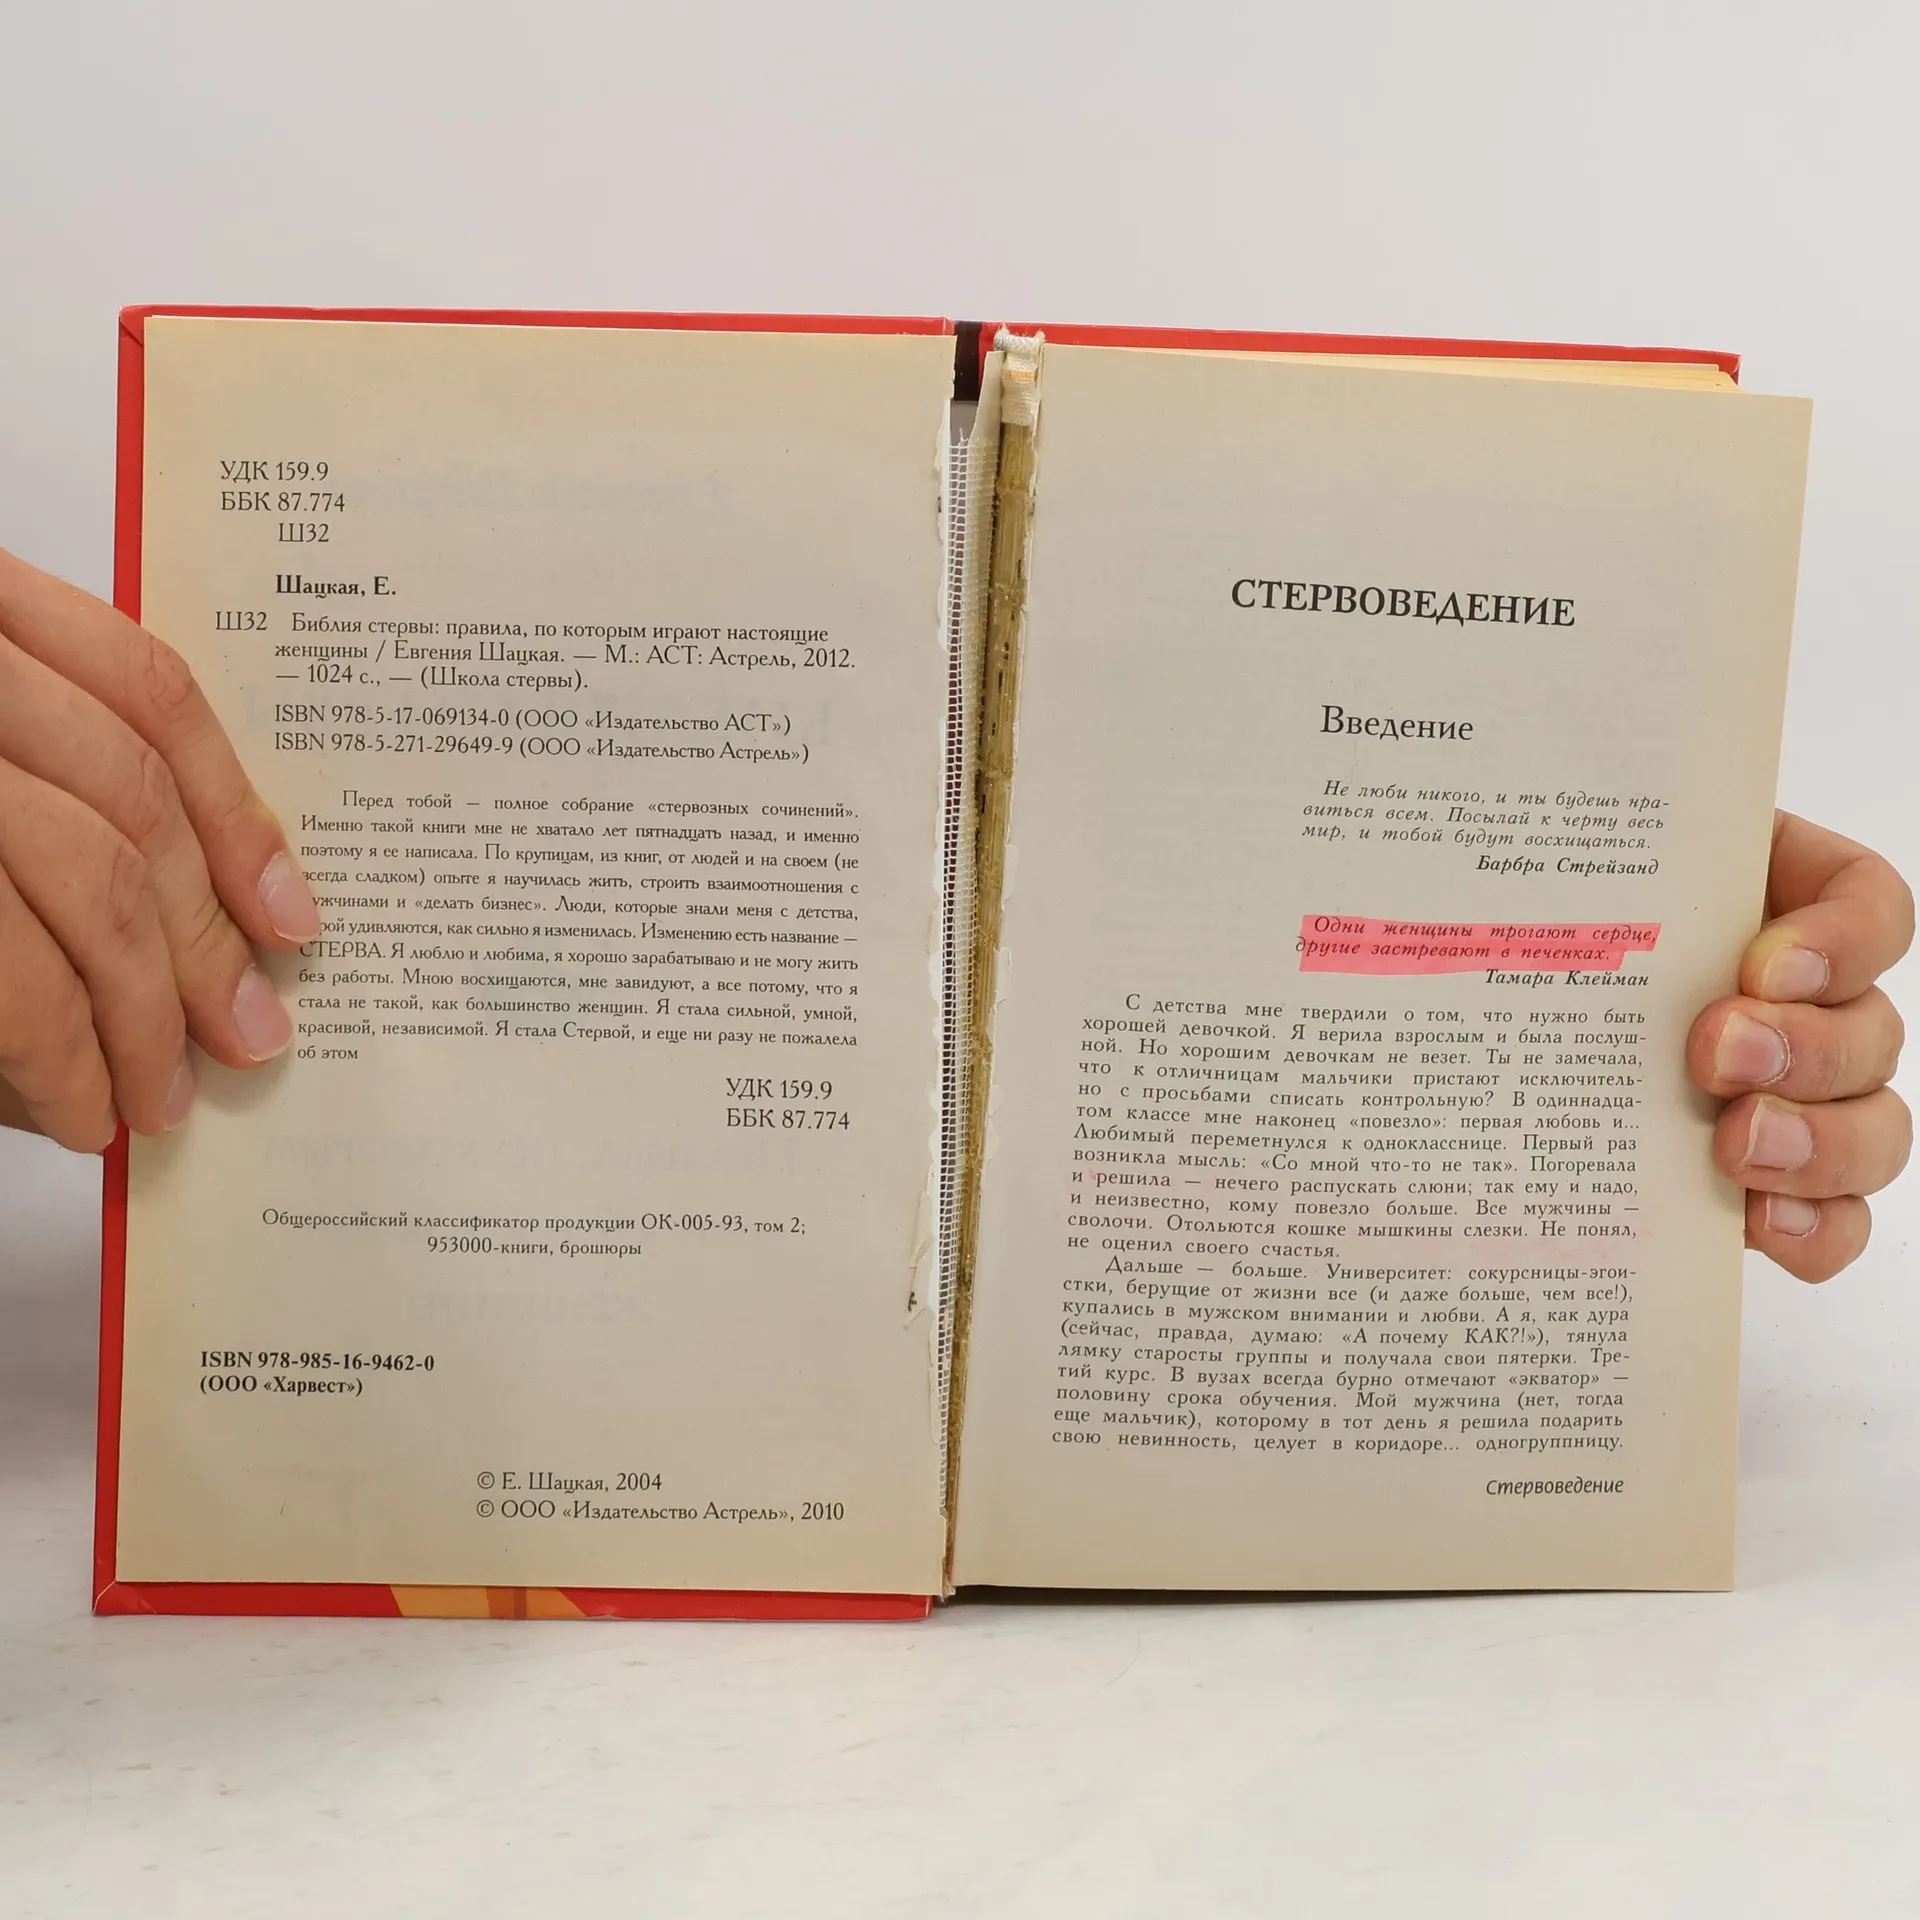 УДК 159.9
ББК 87.774
Ш32
Шацкая, Е.
Ш32 Библия стервы: правила, по которым играют настоящие
женщины / Евгения Шацкая. — М.: АСТ: Астрель, 2012.
— 1024 с., — (Школа стервы).
ISBN 978-5-17-069134-0 (ООО «Издательство АСТ»)
ISBN 978-5-271-29649-9 (ООО «Издательство Астрель»)
Перед тобой — полное собрание «стервозных сочинений».
Именно такой книги мне не хватало лет пятнадцать назад, и именно
поэтому я ее написала. По крупицам, из книг, от людей и на своем (не
всегда сладком) опыте я научилась жить, строить взаимоотношения с
мужчинами и «делать бизнес». Люди, которые знали меня с детства,
удивляются, как сильно я изменилась. Изменению есть название —
СТЕРВА. Я люблю и любима, я хорошо зарабатываю и не могу жить
без работы. Мною восхищаются, мне завидуют, а все потому, что я
стала не такой, как большинство женщин. Я стала сильной, умной,
красивой, независимой. Я стала Стервой, и еще ни разу не пожалела
об этом
УДК 159.9
ББК 87.774
Общероссийский классификатор продукции ОК-005-93, том 2;
953000-книги, брошюры
ISBN 978-985-16-9462-0
(ООО «Харвест»)
© Е. Шацкая, 2004
© ООО «Издательство Астрель», 2010
СТЕРВОВЕДЕНИЕ
Введение
Не люби никого, и ты будешь нра-
виться всем. Посылай к черту весь
мир, и тобой будут восхищаться.
Барбра Стрейзанд
Одни женщины трогают сердце,
другие застревают в печенках.
Тамара Клейман
С детства мне твердили о том, что нужно быть
хорошей девочкой. Я верила взрослым и была послуш-
ной. Но хорошим девочкам не везет. Ты не замечала,
что к отличницам мальчики пристают исключитель-
но с просьбами списать контрольную? В одиннадца-
том классе мне наконец «повезло»: первая любовь и...
Любимый переметнулся к однокласснице. Первый раз
возникла мысль: «Со мной что-то не так». Погоревала
и решила — нечего распускать слюни; так ему и надо,
и неизвестно, кому повезло больше. Все мужчины —
сволочи. Отольются кошке мышкины слезки. Не понял,
не оценил своего счастья.
Дальше — больше. Университет: сокурсницы-эгои-
стки, берущие от жизни все (и даже больше, чем все!),
купались в мужском внимании и любви. А я, как дура
(сейчас, правда, думаю: «А почему КАК?!»), тянула
лямку старосты группы и получала свои пятерки. Тре-
тий курс. В вузах всегда бурно отмечают «экватор» —
половину срока обучения. Мой мужчина (нет, тогда
еще мальчик), которому в тот день я решила подарить
свою невинность, целует в коридоре... одногруппницу.
Стервоведение